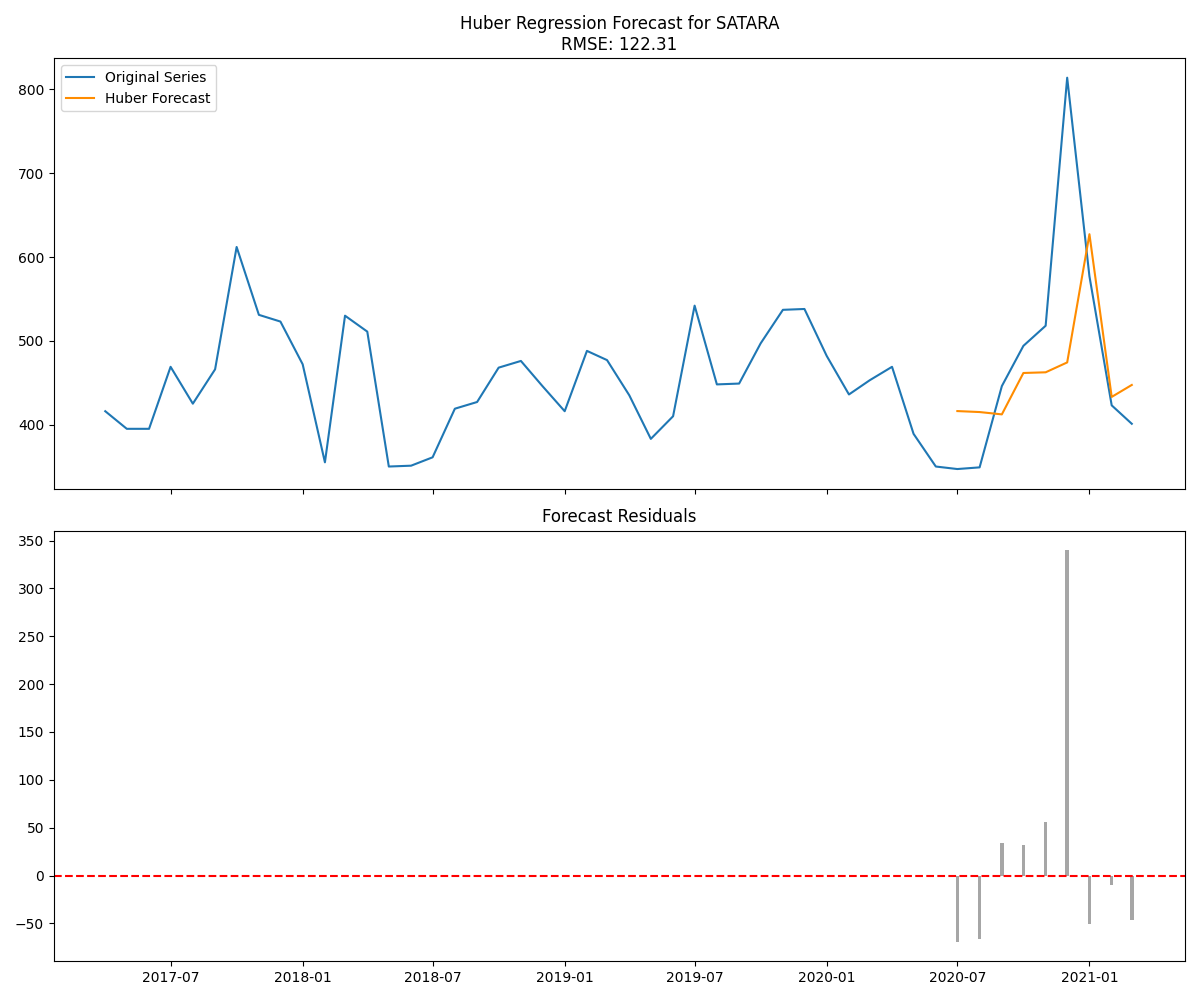 Huber Regression Forecast for SATARA
RMSE: 122.31
Original Series
Huber Forecast
800
700
600
500
400
Forecast Residuals
350
300
250
200
150
100
50
0
−50
2017-07 2018-01 2018-07 2019-01 2019-07 2020-01 2020-07 2021-01